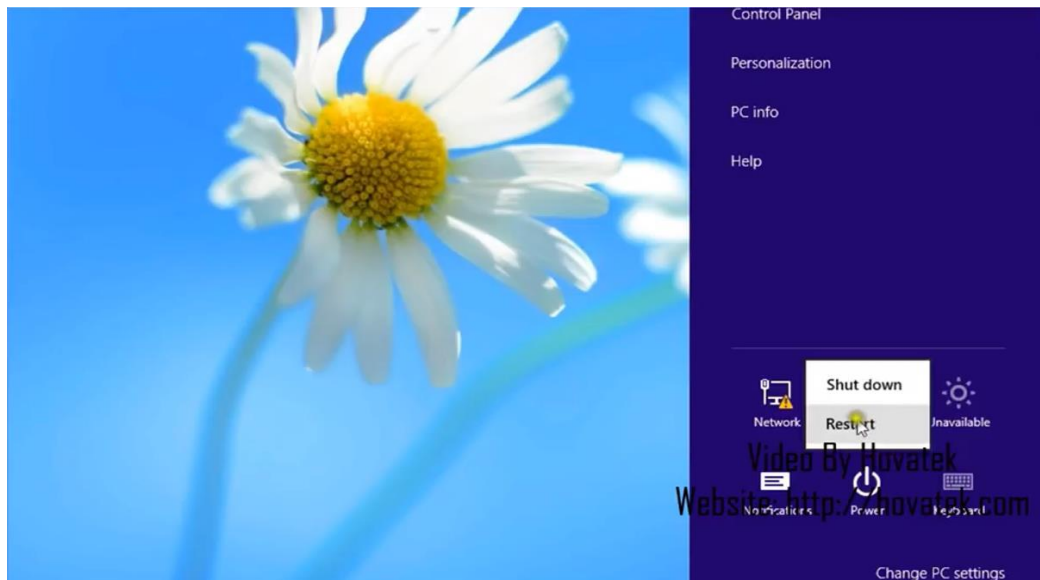 Control Panel
Personalization
PC info
Help
Shut down
Restart
Network
Unavailable
Video By Hovatek
Website: http://hovatek.com
Notifications
Power
Keyboard
Change PC settings